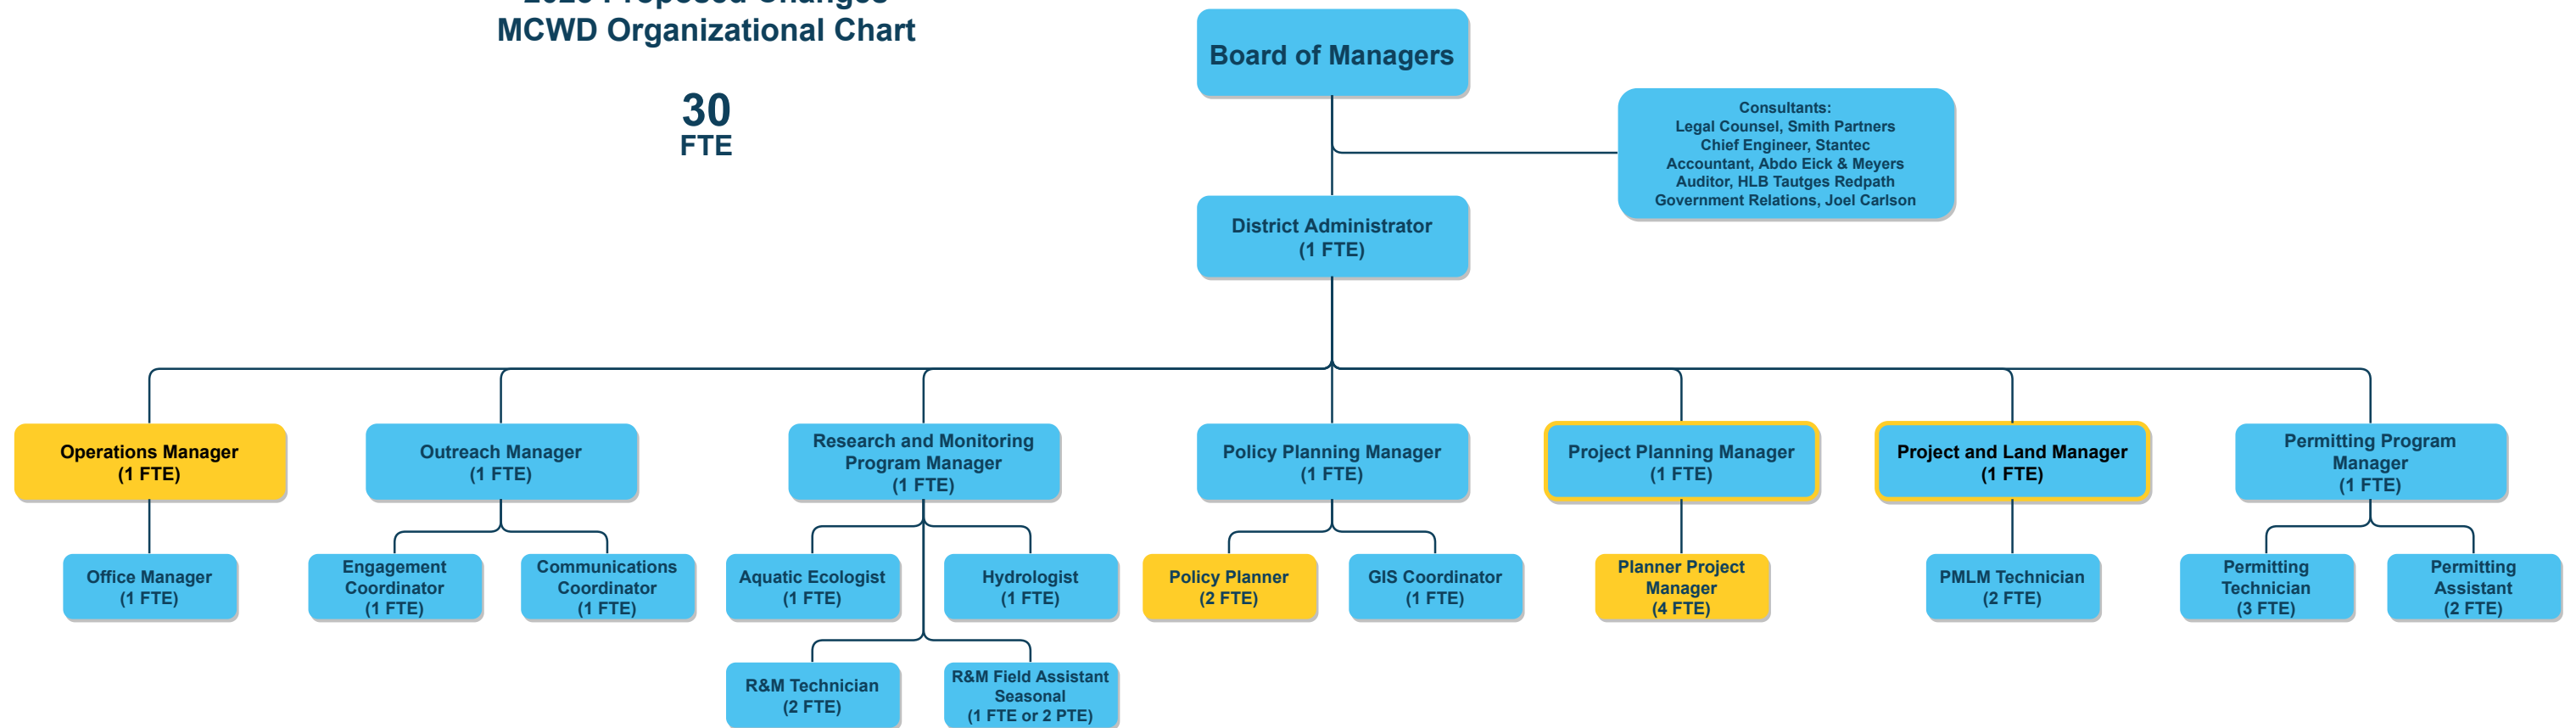 Proposed Changes
MCWD Organizational Chart
30
FTE
Board of Managers
Consultants:
Legal Counsel, Smith Partners
Chief Engineer, Stantec
Accountant, Abdo Eick & Meyers
Auditor, HLB Tautges Redpath
Government Relations, Joel Carlson
District Administrator
(1 FTE)
Operations Manager
(1 FTE)
Outreach Manager
(1 FTE)
Research and Monitoring
Program Manager
(1 FTE)
Policy Planning Manager
(1 FTE)
Project Planning Manager
(1 FTE)
Project and Land Manager
(1 FTE)
Permitting Program
Manager
(1 FTE)
Office Manager
(1 FTE)
Engagement
Coordinator
(1 FTE)
Communications
Coordinator
(1 FTE)
Aquatic Ecologist
(1 FTE)
Hydrologist
(1 FTE)
Policy Planner
(2 FTE)
GIS Coordinator
(1 FTE)
Planner Project
Manager
(4 FTE)
PMLM Technician
(2 FTE)
Permitting
Technician
(3 FTE)
Permitting
Assistant
(2 FTE)
R&M Technician
(2 FTE)
R&M Field Assistant
Seasonal
(1 FTE or 2 PTE)